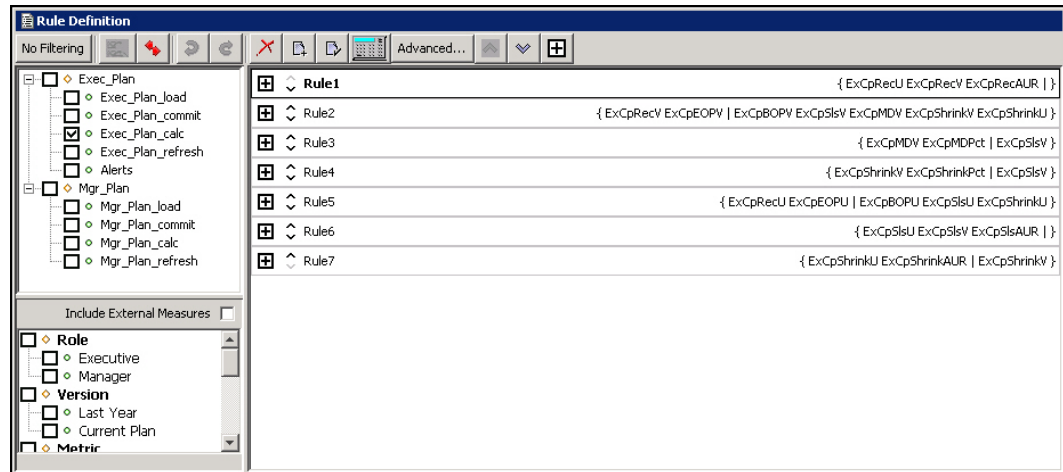 Rule Definition
No Filtering Advanced...
Exec_Plan
Exec_Plan_load
Exec_Plan_commit
Exec_Plan_calc
Exec_Plan_refresh
Alerts
Mgr_Plan
Mgr_Plan_load
Mgr_Plan_commit
Mgr_Plan_calc
Mgr_Plan_refresh
Include External Measures
Role
Executive
Manager
Version
Last Year
Current Plan
Metric
Rule1 { ExCpRecU ExCpRecV ExCpRecAUR | }
Rule2 { ExCpRecV ExCpEOPV | ExCpBOPV ExCpSlsV ExCpMDV ExCpShrinkV ExCpShrinkU }
Rule3 { ExCpMDV ExCpMDPct | ExCpSlsV }
Rule4 { ExCpShrinkV ExCpShrinkPct | ExCpSlsV }
Rule5 { ExCpRecU ExCpEOPU | ExCpBOPU ExCpSlsU ExCpShrinkU }
Rule6 { ExCpSlsU ExCpSlsV ExCpSlsAUR | }
Rule7 { ExCpShrinkU ExCpShrinkAUR | ExCpShrinkV }